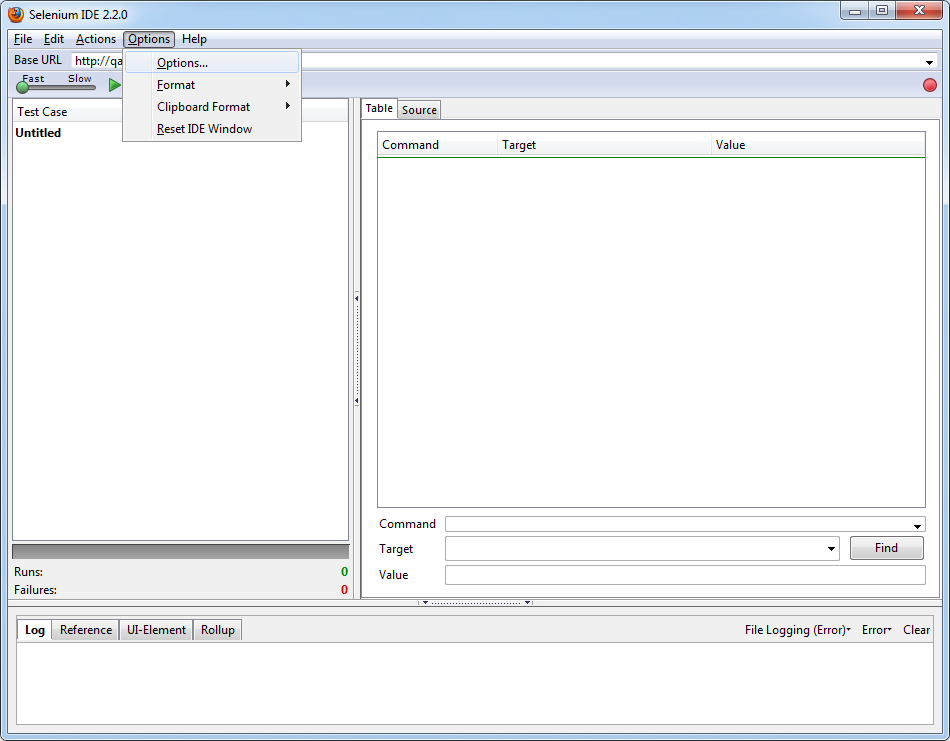 Selenium IDE 2.2.0
File Edit Actions Options Help
Base URL http://qa
Options...
Format
Clipboard Format
Reset IDE Window
Fast Slow
Test Case
Untitled
Table Source
Command Target Value
Command
Target Find
Value
Runs: 0
Failures: 0
Log Reference UI-Element Rollup File Logging (Error) Error Clear